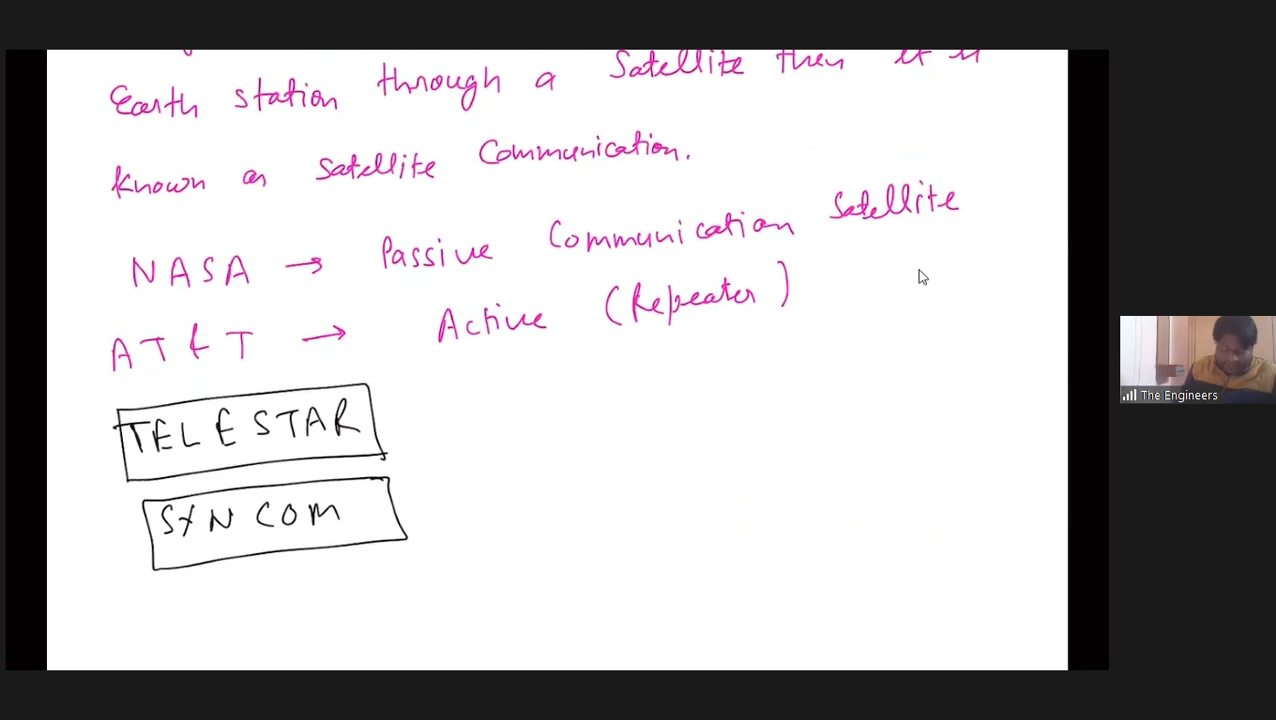 Earth station through a Satellite then it is
known as satellite Communication.
NASA → Passive Communication Satellite
AT & T → Active (Repeater)
TELESTAR
SYNCOM
The Engineers